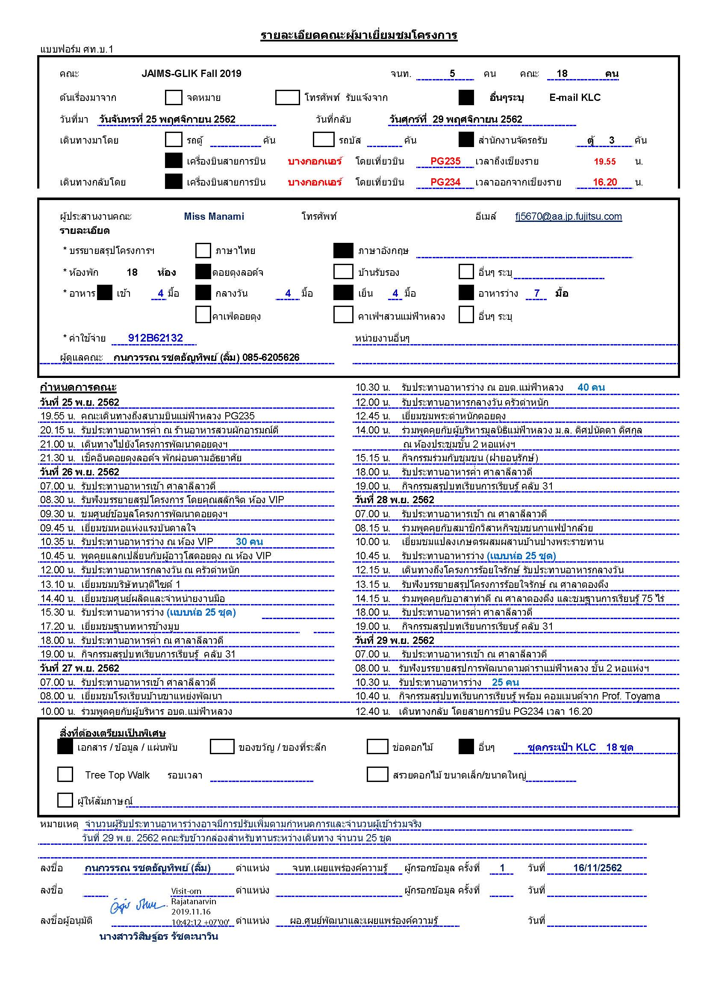 รายละเอียดคณะผู้มาเยี่ยมชมโครงการ
แบบฟอร์ม ศท.บ.1
คณะ JAIMS-GLIK Fall 2019 จนท. 5 คน คณะ 18 คน
ต้นเรื่องมาจาก จดหมาย โทรศัพท์ รับแจ้งจาก อื่นๆระบุ E-mail KLC
วันที่มา วันจันทรที่ 25 พฤศจิกายน 2562 วันที่กลับ วันศุกร์ที่ 29 พฤศจิกายน 2562
เดินทางมาโดย รถตู้ คัน รถบัส คัน สำนักงานจัดรถรับ ตู้ 3 คัน
เครื่องบินสายการบิน บางกอกแอร์ โดยเที่ยวบิน PG235 เวลาถึงเชียงราย 19.55 น.
เดินทางกลับโดย เครื่องบินสายการบิน บางกอกแอร์ โดยเที่ยวบิน PG234 เวลาออกจากเชียงราย 16.20 น.
ผู้ประสานงานคณะ Miss Manami โทรศัพท์ อีเมล์ fj5670@aa.jp.fujitsu.com
รายละเอียด
* บรรยายสรุปโครงการฯ ภาษาไทย ภาษาอังกฤษ
* ห้องพัก 18 ห้อง ดอยตุงลอด์จ บ้านรับรอง อื่นๆ ระบุ
* อาหาร เช้า 4 มื้อ กลางวัน 4 มื้อ เย็น 4 มื้อ อาหารว่าง 7 มื้อ
คาเฟ่ดอยตุง คาเฟ่ฯสวนแม่ฟ้าหลวง อื่นๆ ระบุ
* ค่าใช้จ่าย 912B62132 หน่วยงานอื่นๆ
ผู้ดูแลคณะ กนกวรรณ รชตธัญทิพย์ (ลิ้ม) 085-6205626
กำหนดการคณะ
วันที่ 25 พ.ย. 2562
19.55 น. คณะเดินทางถึงสนามบินแม่ฟ้าหลวง PG235
20.15 น. รับประทานอาหารค่ำ ณ ร้านอาหารสวนผักอารมณ์ดี
21.00 น. เดินทางไปยังโครงการพัฒนาดอยตุงฯ
21.30 น. เช็คอินดอยตุงลอด์จ พักผ่อนตามอัธยาศัย
วันที่ 26 พ.ย. 2562
07.00 น. รับประทานอาหารเช้า ศาลาลีลาวดี
08.30 น. รับฟังบรรยายสรุปโครงการ โดยคุณสลักจิต ห้อง VIP
09.30 น. ชมศูนย์ข้อมูลโครงการพัฒนาดอยตุงฯ
09.45 น. เยี่ยมชมหอแห่งแรงบันดาลใจ
10.35 น. รับประทานอาหารว่าง ณ ห้อง VIP 30 คน
10.45 น. พูดคุยแลกเปลี่ยนกับผู้อาวุโสดอยตุง ณ ห้อง VIP
12.00 น. รับประทานอาหารกลางวัน ณ ครัวตำหนัก
13.10 น. เยี่ยมชมบริษัทนวุติไซต์ 1
14.40 น. เยี่ยมชมศูนย์ผลิตและจำหน่ายงานมือ
15.30 น. รับประทานอาหารว่าง (แบบห่อ 25 ชุด)
17.20 น. เยี่ยมชมฐานทหารช้างมูบ
18.00 น. รับประทานอาหารค่ำ ณ ศาลาลีลาวดี
19.00 น. กิจกรรมสรุปบทเรียนการเรียนรู้ คลับ 31
วันที่ 27 พ.ย. 2562
07.00 น. รับประทานอาหารเช้า ศาลาลีลาวดี
08.00 น. เยี่ยมชมโรงเรียนบ้านขาแหย่งพัฒนา
10.00 น. ร่วมพูดคุยกับผู้บริหาร อบต.แม่ฟ้าหลวง
10.30 น. รับประทานอาหารว่าง ณ อบต.แม่ฟ้าหลวง 40 คน
12.00 น. รับประทานอาหารกลางวัน ครัวตำหนัก
12.45 น. เยี่ยมชมพระตำหนักดอยตุง
14.00 น. ร่วมพูดคุยกับผู้บริหารมูลนิธิแม่ฟ้าหลวง ม.ล. ดิศปนัดดา ดิศกุล
ณ ห้องประชุมชั้น 2 หอแห่งฯ
15.15 น. กิจกรรมร่วมกับชุมชน (ฝ่ายอนุรักษ์)
18.00 น. รับประทานอาหารค่ำ ศาลาลีลาวดี
19.00 น. กิจกรรมสรุปบทเรียนการเรียนรู้ คลับ 31
วันที่ 28 พ.ย. 2562
07.00 น. รับประทานอาหารเช้า ณ ศาลาลีลาวดี
08.15 น. ร่วมพูดคุยกับสมาชิกวิสาหกิจชุมชนกาแฟป่ากล้วย
10.00 น. เยี่ยมชมแปลงเกษตรผสมผสานบ้านปางพระราชทาน
10.45 น. รับประทานอาหารว่าง (แบบห่อ 25 ชุด)
12.15 น. เดินทางถึงโครงการร้อยใจรักษ์ รับประทานอาหารกลางวัน
13.15 น. รับฟังบรรยายสรุปโครงการร้อยใจรักษ์ ณ ศาลาตองตึง
14.15 น. ร่วมพูดคุยกับอาสาทำดี ณ ศาลาตองตึง และชมฐานการเรียนรู้ 75 ไร่
18.00 น. รับประทานอาหารค่ำ ศาลาลีลาวดี
19.00 น. กิจกรรมสรุปบทเรียนการเรียนรู้ คลับ 31
วันที่ 29 พ.ย. 2562
07.00 น. รับประทานอาหารเช้า ณ ศาลาลีลาวดี
08.00 น. รับฟังบรรยายสรุปการพัฒนาตามตำราแม่ฟ้าหลวง ชั้น 2 หอแห่งฯ
10.30 น. รับประทานอาหารว่าง 25 คน
10.40 น. กิจกรรมสรุปบทเรียนการเรียนรู้ พร้อม คอมเมนต์จาก Prof. Toyama
12.40 น. เดินทางกลับ โดยสายการบิน PG234 เวลา 16.20
สิ่งที่ต้องเตรียมเป็นพิเศษ
เอกสาร / ข้อมูล / แผ่นพับ ของขวัญ / ของที่ระลึก ช่อดอกไม้ อื่นๆ ชุดกระเป๋า KLC 18 ชุด
Tree Top Walk รอบเวลา สรวยดอกไม้ ขนาดเล็ก/ขนาดใหญ่
ผู้ให้สัมภาษณ์
หมายเหตุ จำนวนผู้รับประทานอาหารว่างอาจมีการปรับเพิ่มตามกำหนดการและจำนวนผู้เข้าร่วมจริง
วันที่ 29 พ.ย. 2562 คณะรับข้าวกล่องสำหรับทานระหว่างเดินทาง จำนวน 25 ชุด
ลงชื่อ กนกวรรณ รชตธัญทิพย์ (ลิ้ม) ตำแหน่ง จนท.เผยแพร่องค์ความรู้ ผู้กรอกข้อมูล ครั้งที่ 1 วันที่ 16/11/2562
ลงชื่อ ตำแหน่ง ผู้กรอกข้อมูล ครั้งที่ วันที่
Visit-orn
Rajatanarvin
2019.11.16
10:42:12 +07'00'
ลงชื่อผู้อนุมัติ ตำแหน่ง ผอ.ศูนย์พัฒนาและเผยแพร่องค์ความรู้ วันที่
นางสาววิสิษฐ์อร รัชตะนาวิน